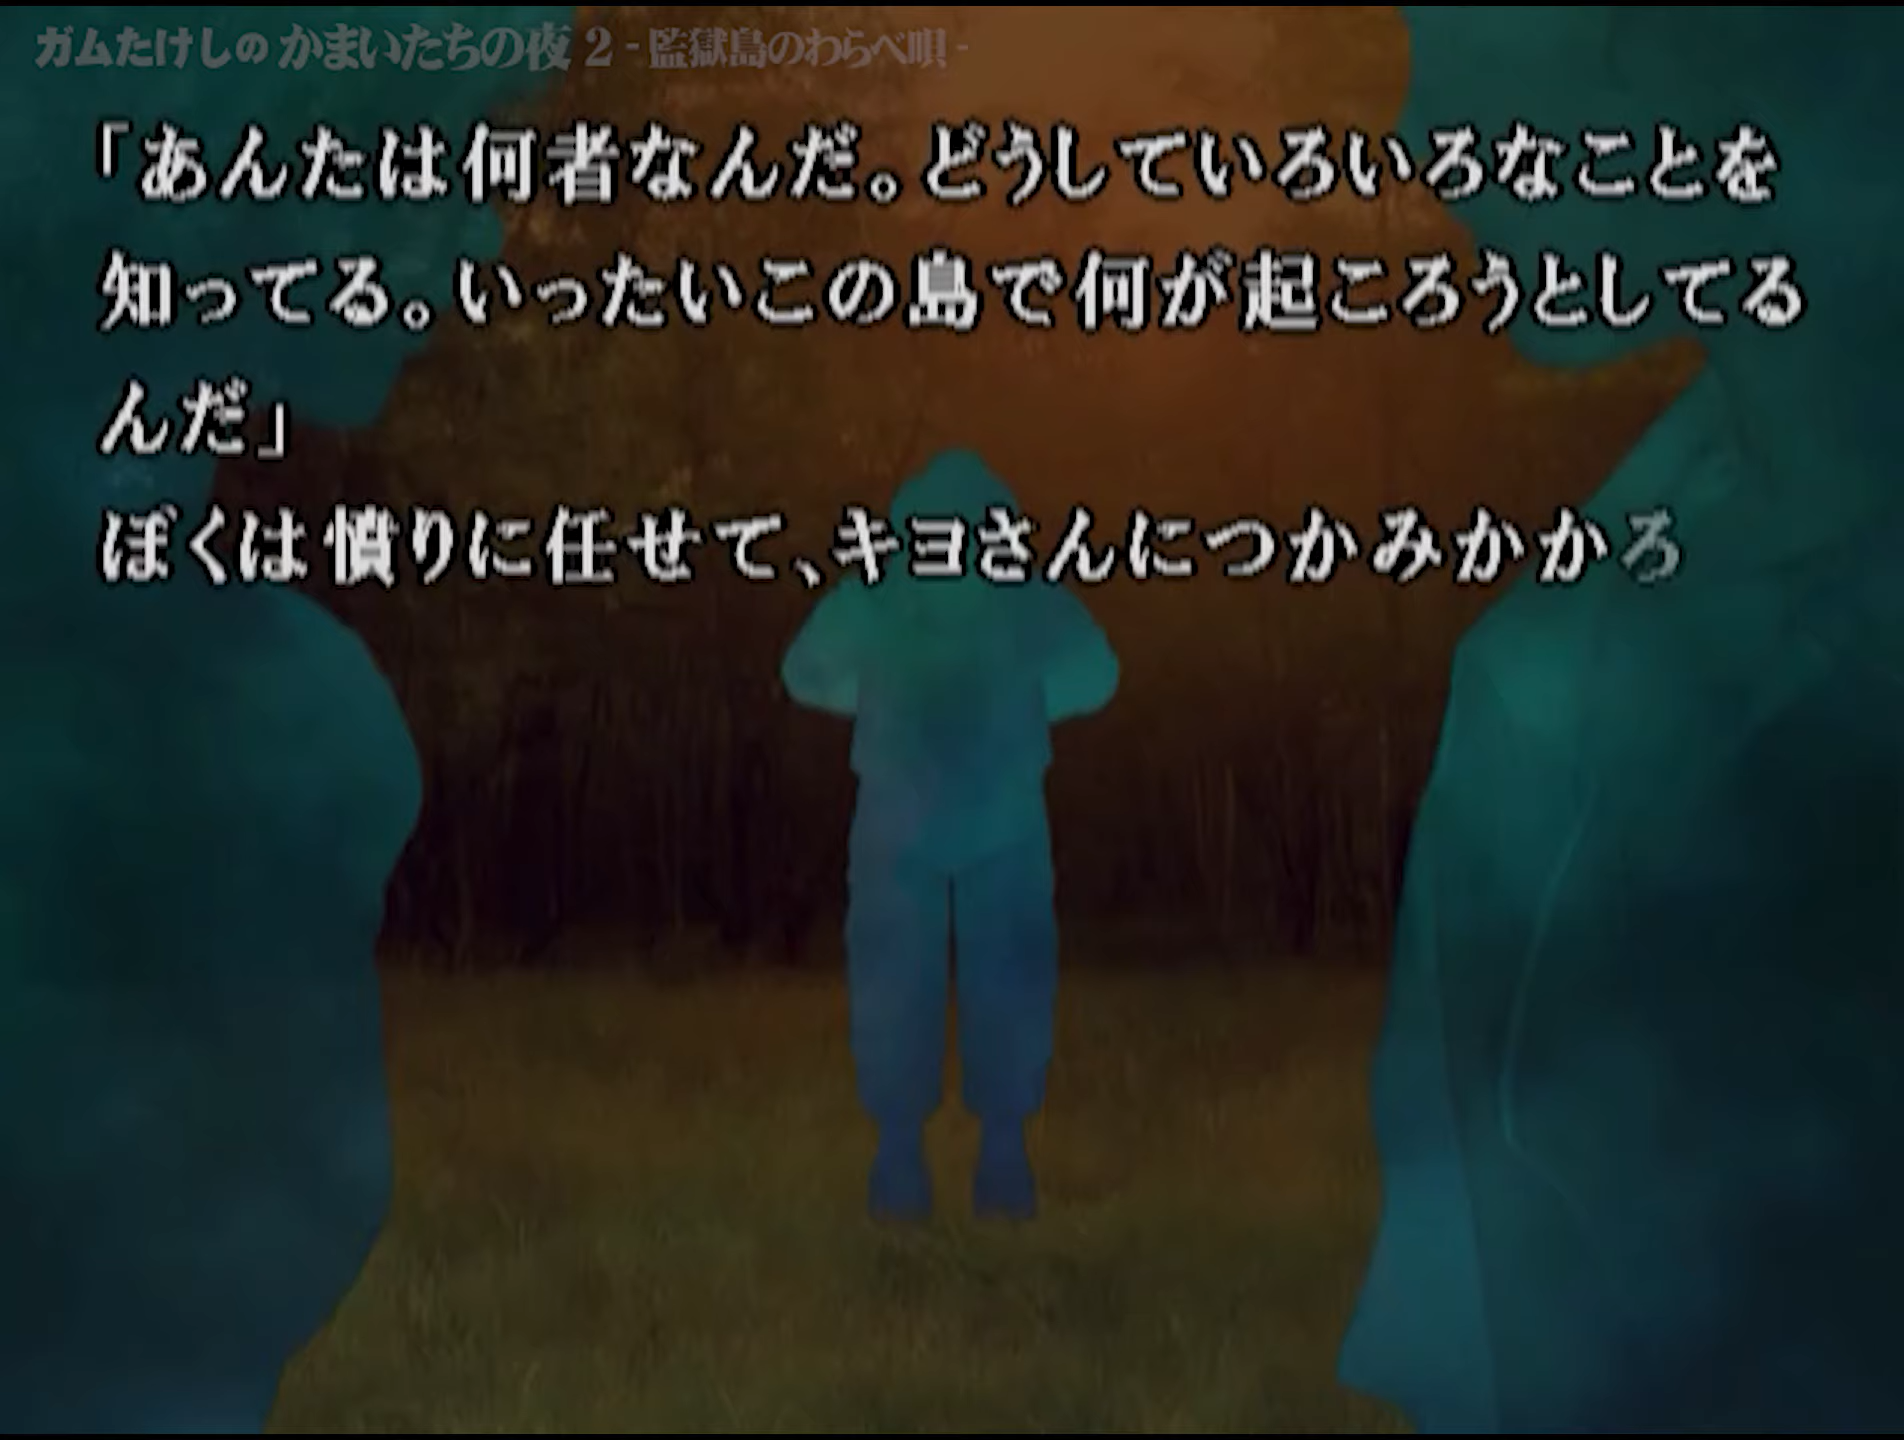 ガムたけしの かまいたちの夜 2 - 監獄島のわらべ唄 -
「あんたは何者なんだ。どうしていろいろなことを
知ってる。いったいこの島で何が起ころうとしてる
んだ」
ぼくは憤りに任せて、キヨさんにつかみかかろ